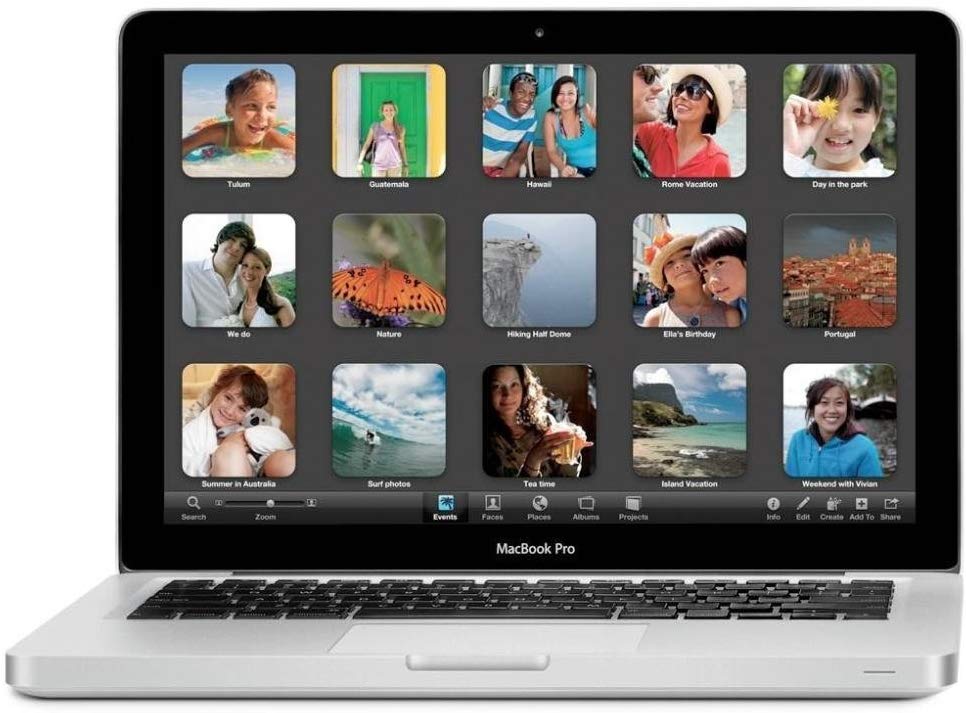 Tulum
Guatemala
Hawaii
Rome Vacation
Day in the park
We do
Nature
Hiking Half Dome
Ella's Birthday
Portugal
Summer in Australia
Surf photos
Tea time
Island Vacation
Weekend with Vivian
Search
Zoom
Events
Faces
Places
Albums
Projects
Info
Edit
Create
Add To
Share
MacBook Pro